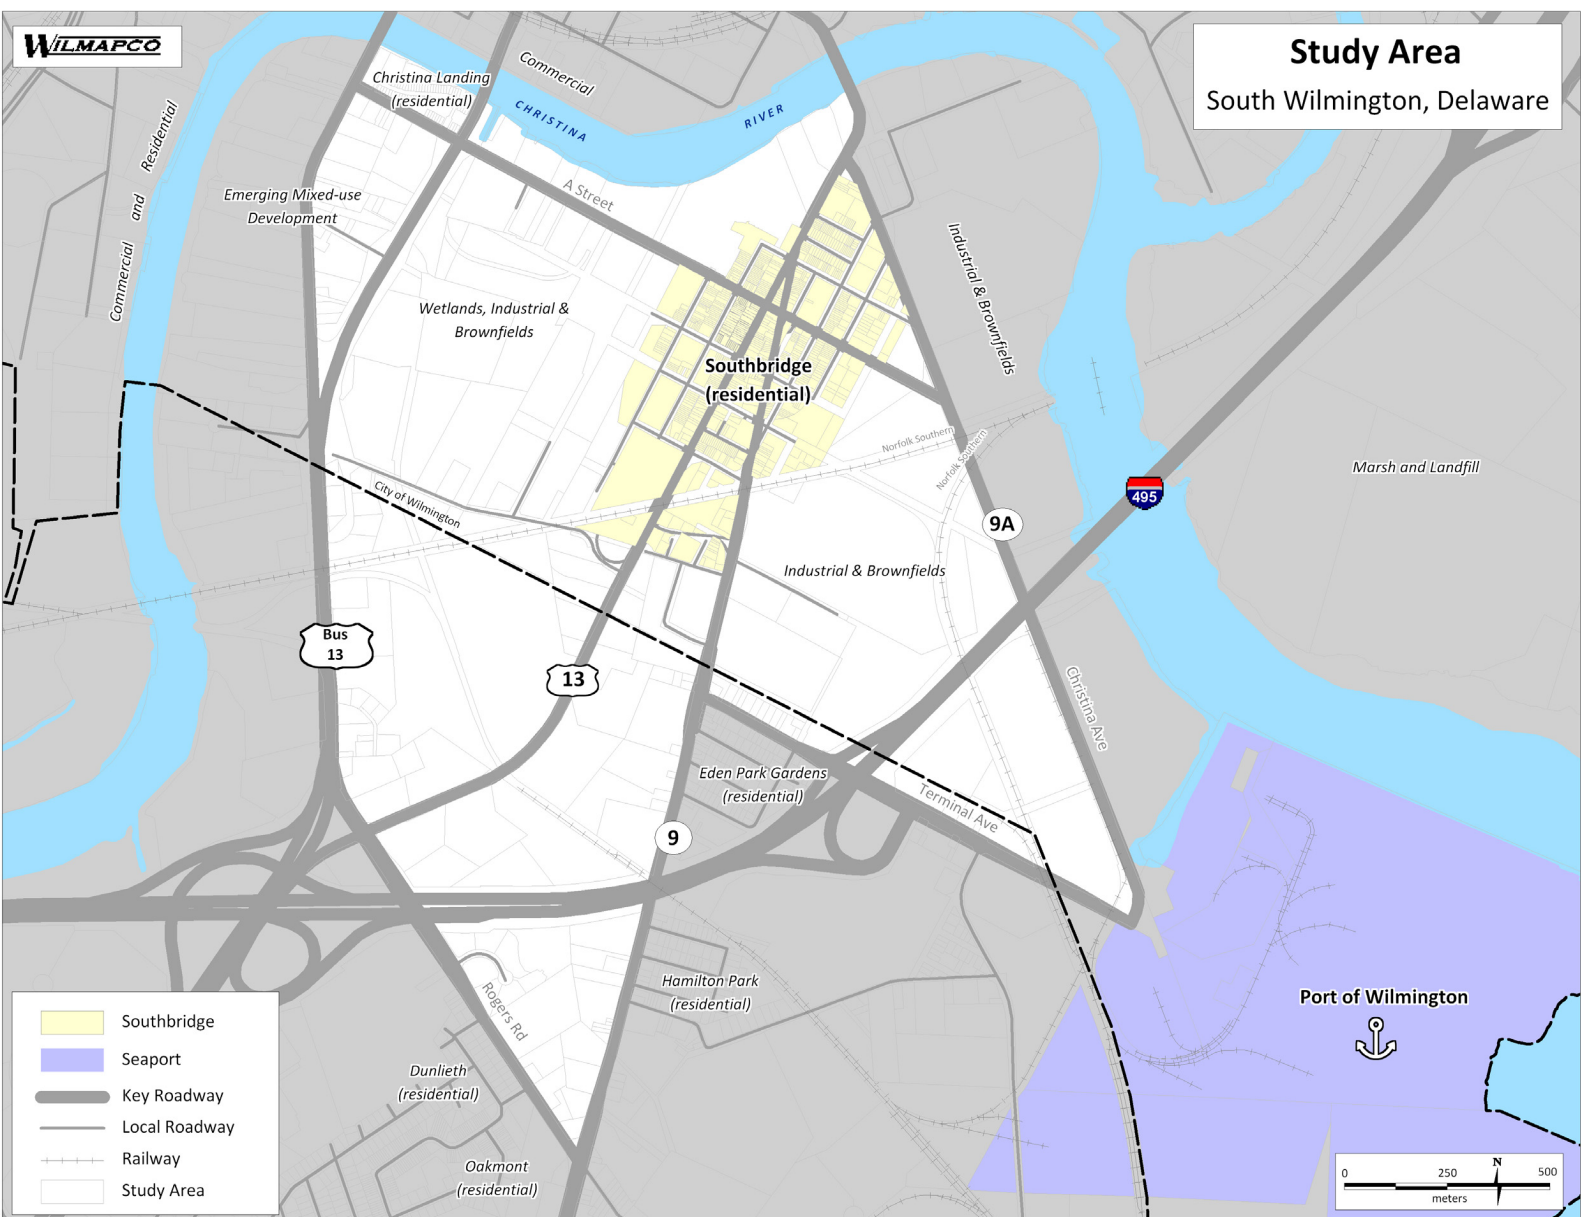 WILMAPCO
Study Area
South Wilmington, Delaware
Christina Landing
(residential)
Commercial
CHRISTINA
RIVER
Commercial and Residential
Emerging Mixed-use
Development
A Street
Industrial & Brownfields
Wetlands, Industrial &
Brownfields
Southbridge
(residential)
Norfolk Southern
Norfolk Southern
Marsh and Landfill
495
City of Wilmington
9A
Industrial & Brownfields
Bus
13
13
Christina Ave
Eden Park Gardens
(residential)
Terminal Ave
9
Hamilton Park
(residential)
Rogers Rd
Port of Wilmington
Dunlieth
(residential)
Oakmont
(residential)
Southbridge
Seaport
Key Roadway
Local Roadway
Railway
Study Area
0 250 N 500
meters